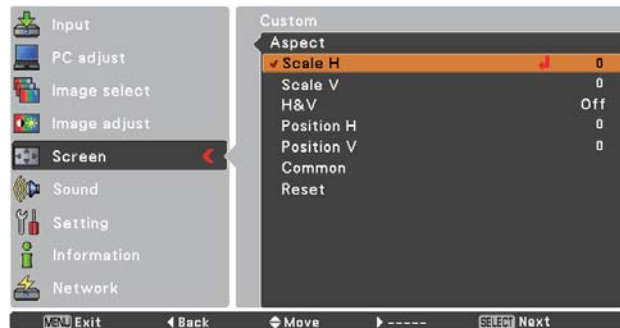 Input
PC adjust
Image select
Image adjust
Screen
Sound
Setting
Information
Network
Custom
Aspect
Scale H 0
Scale V 0
H&V Off
Position H 0
Position V 0
Common
Reset
MENU Exit Back Move ----- SELECT Next